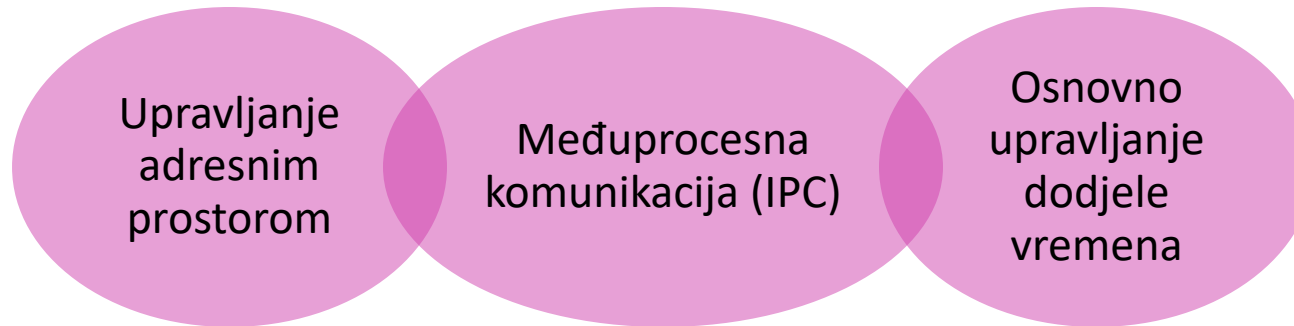 Upravljanje
adresnim
prostorom
Međuprocesna
komunikacija (IPC)
Osnovno
upravljanje
dodjele
vremena